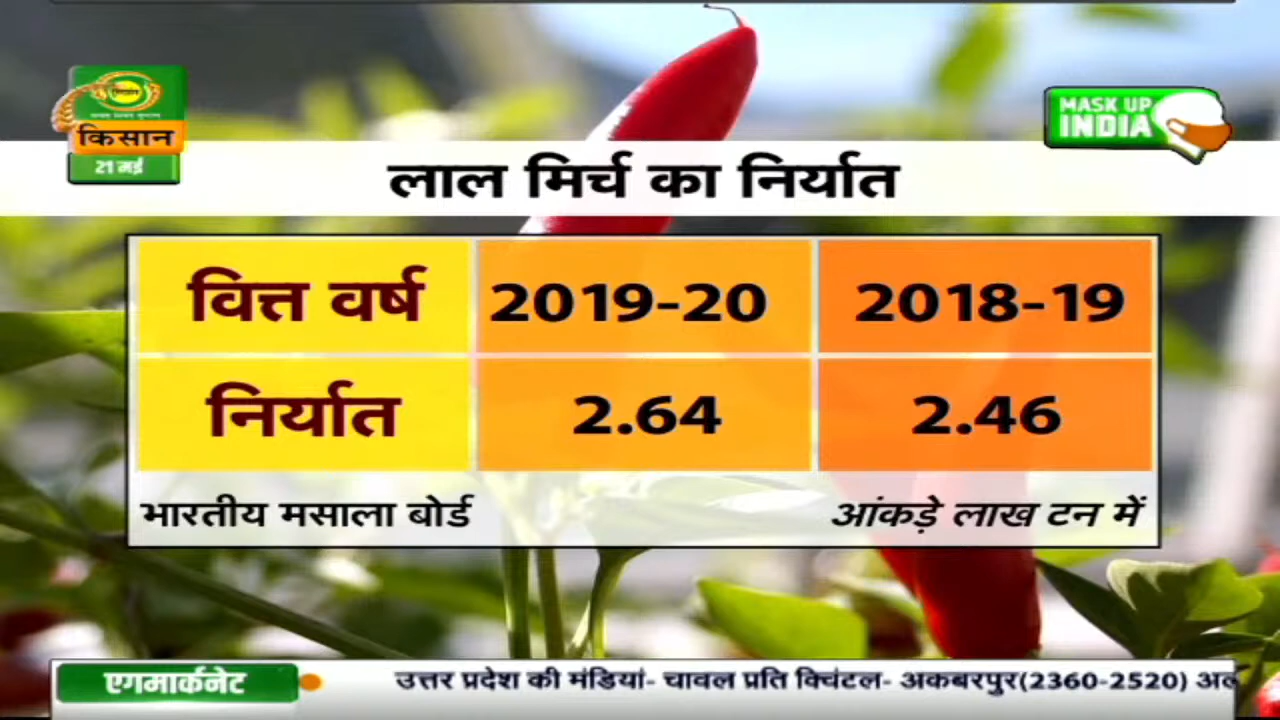 किसान
21 मई
MASK UP
INDIA
लाल मिर्च का निर्यात
वित्त वर्ष 2019-20 2018-19
निर्यात 2.64 2.46
भारतीय मसाला बोर्ड आंकड़े लाख टन में
एगमार्कनेट उत्तर प्रदेश की मंडियां- चावल प्रति क्विंटल- अकबरपुर(2360-2520)